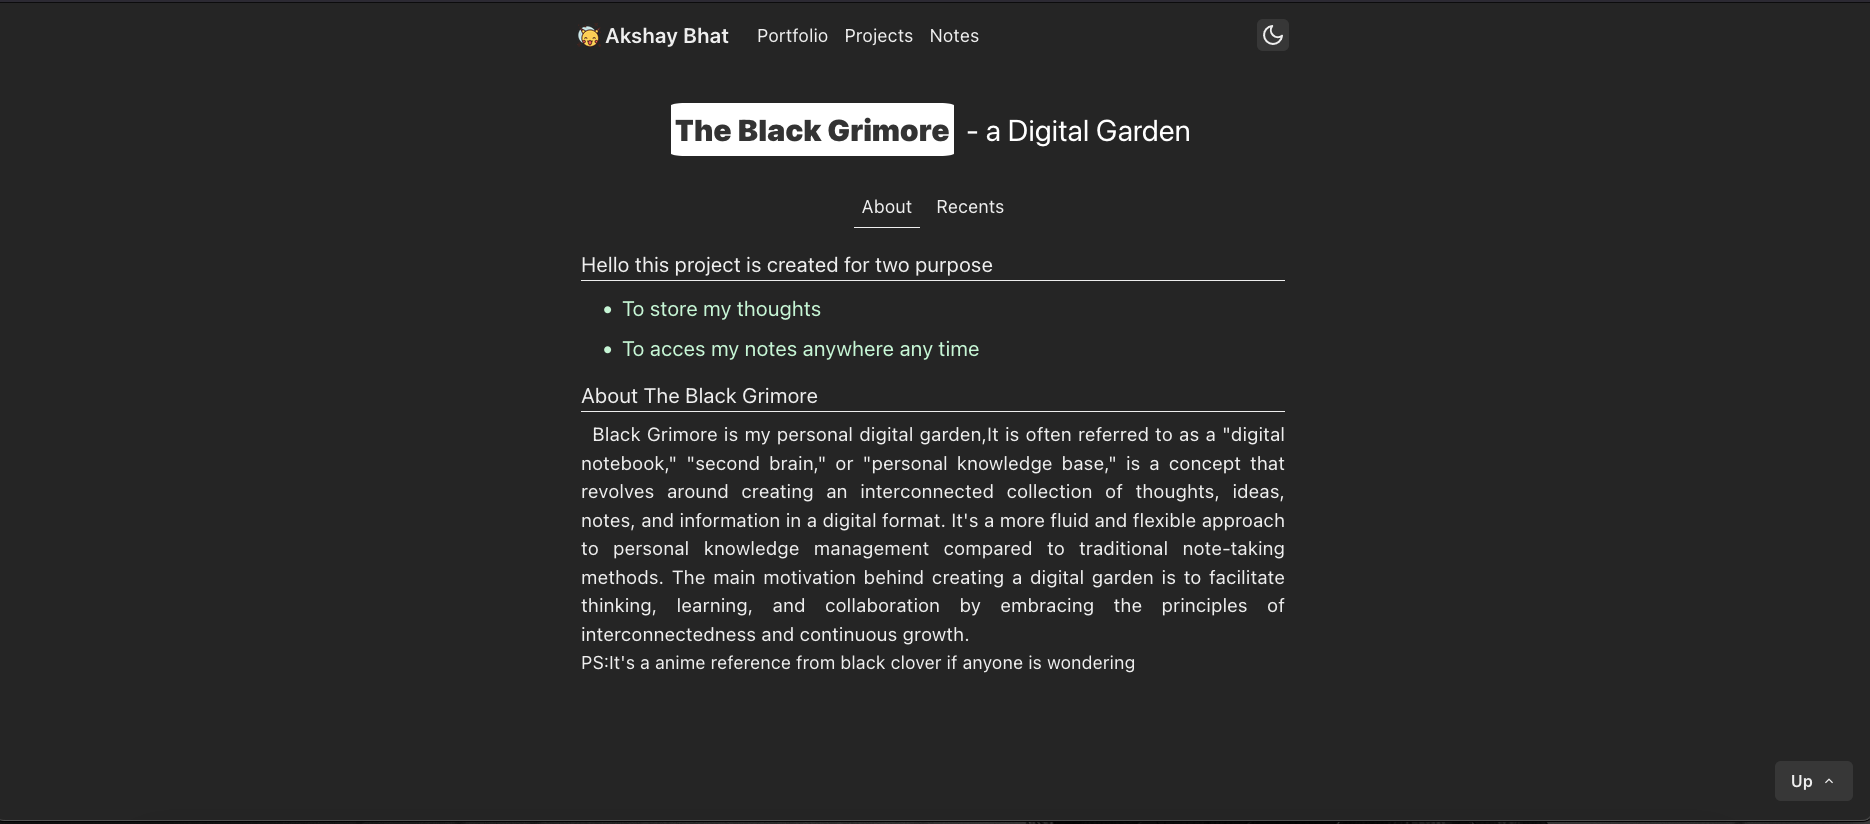 Akshay Bhat Portfolio Projects Notes
The Black Grimore - a Digital Garden
About Recents
Hello this project is created for two purpose
• To store my thoughts
• To acces my notes anywhere any time
About The Black Grimore
Black Grimore is my personal digital garden,It is often referred to as a "digital
notebook," "second brain," or "personal knowledge base," is a concept that
revolves around creating an interconnected collection of thoughts, ideas,
notes, and information in a digital format. It's a more fluid and flexible approach
to personal knowledge management compared to traditional note-taking
methods. The main motivation behind creating a digital garden is to facilitate
thinking, learning, and collaboration by embracing the principles of
interconnectedness and continuous growth.
PS:It's a anime reference from black clover if anyone is wondering
Up